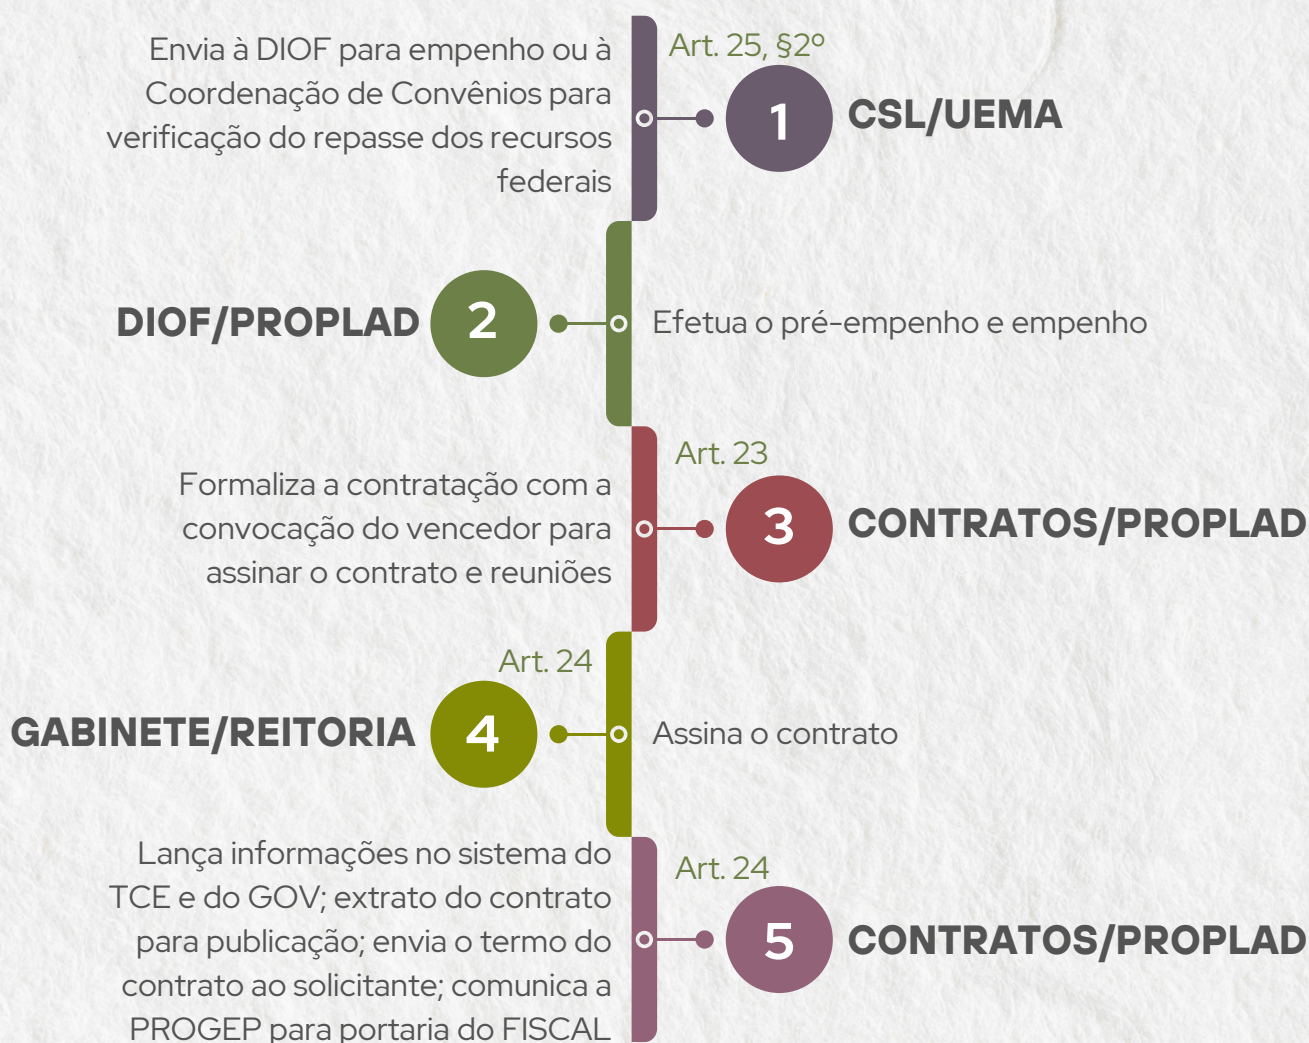 Art. 25, §2º
Envia à DIOF para empenho ou à
Coordenação de Convênios para
verificação do repasse dos recursos
federais
1
CSL/UEMA
DIOF/PROPLAD
2
Efetua o pré-empenho e empenho
Art. 23
Formaliza a contratação com a
convocação do vencedor para
assinar o contrato e reuniões
3
CONTRATOS/PROPLAD
Art. 24
GABINETE/REITORIA
4
Assina o contrato
Art. 24
Lança informações no sistema do
TCE e do GOV; extrato do contrato
para publicação; envia o termo do
contrato ao solicitante; comunica a
PROGEP para portaria do FISCAL
5
CONTRATOS/PROPLAD